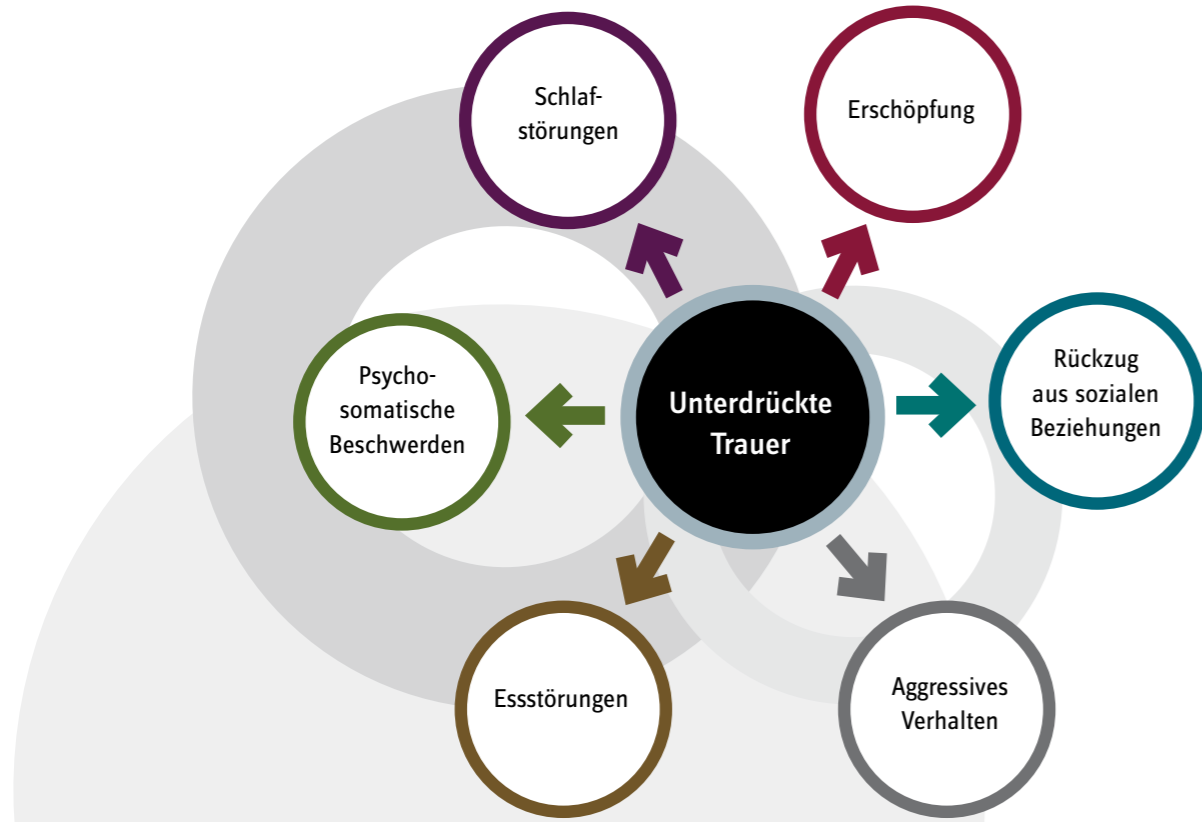 Schlaf-
störungen
Erschöpfung
Psycho-
somatische
Beschwerden
Unterdrückte
Trauer
Rückzug
aus sozialen
Beziehungen
Essstörungen
Aggressives
Verhalten